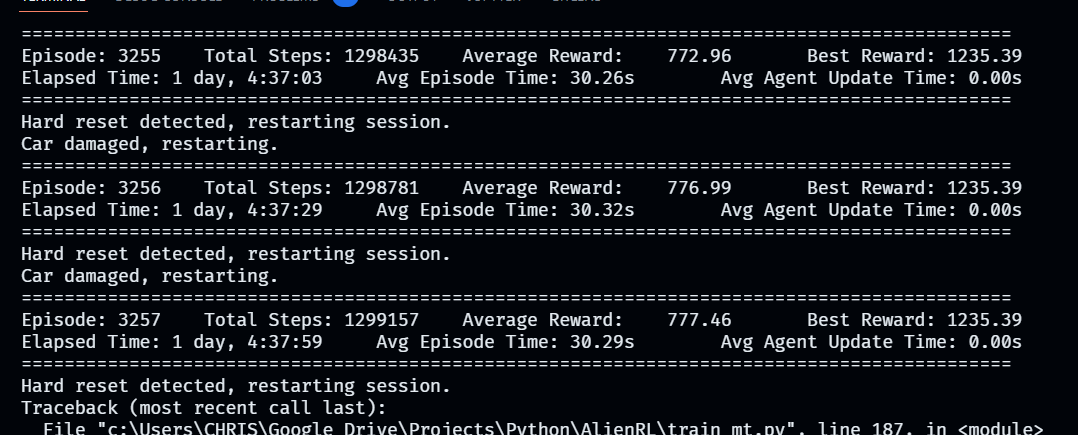 TERMINAL DEBUG CONSOLE PROBLEMS OUTPUT JUPYTER
==============================================================================================
Episode: 3255    Total Steps: 1298435    Average Reward:    772.96       Best Reward: 1235.39
Elapsed Time: 1 day, 4:37:03     Avg Episode Time: 30.26s        Avg Agent Update Time: 0.00s
==============================================================================================
Hard reset detected, restarting session.
Car damaged, restarting.
==============================================================================================
Episode: 3256    Total Steps: 1298781    Average Reward:    776.99       Best Reward: 1235.39
Elapsed Time: 1 day, 4:37:29     Avg Episode Time: 30.32s        Avg Agent Update Time: 0.00s
==============================================================================================
Hard reset detected, restarting session.
Car damaged, restarting.
==============================================================================================
Episode: 3257    Total Steps: 1299157    Average Reward:    777.46       Best Reward: 1235.39
Elapsed Time: 1 day, 4:37:59     Avg Episode Time: 30.29s        Avg Agent Update Time: 0.00s
==============================================================================================
Hard reset detected, restarting session.
Traceback (most recent call last):
  File "c:\Users\CHRIS\Google Drive\Projects\Python\AlienRL\train_mt.py", line 187, in <module>